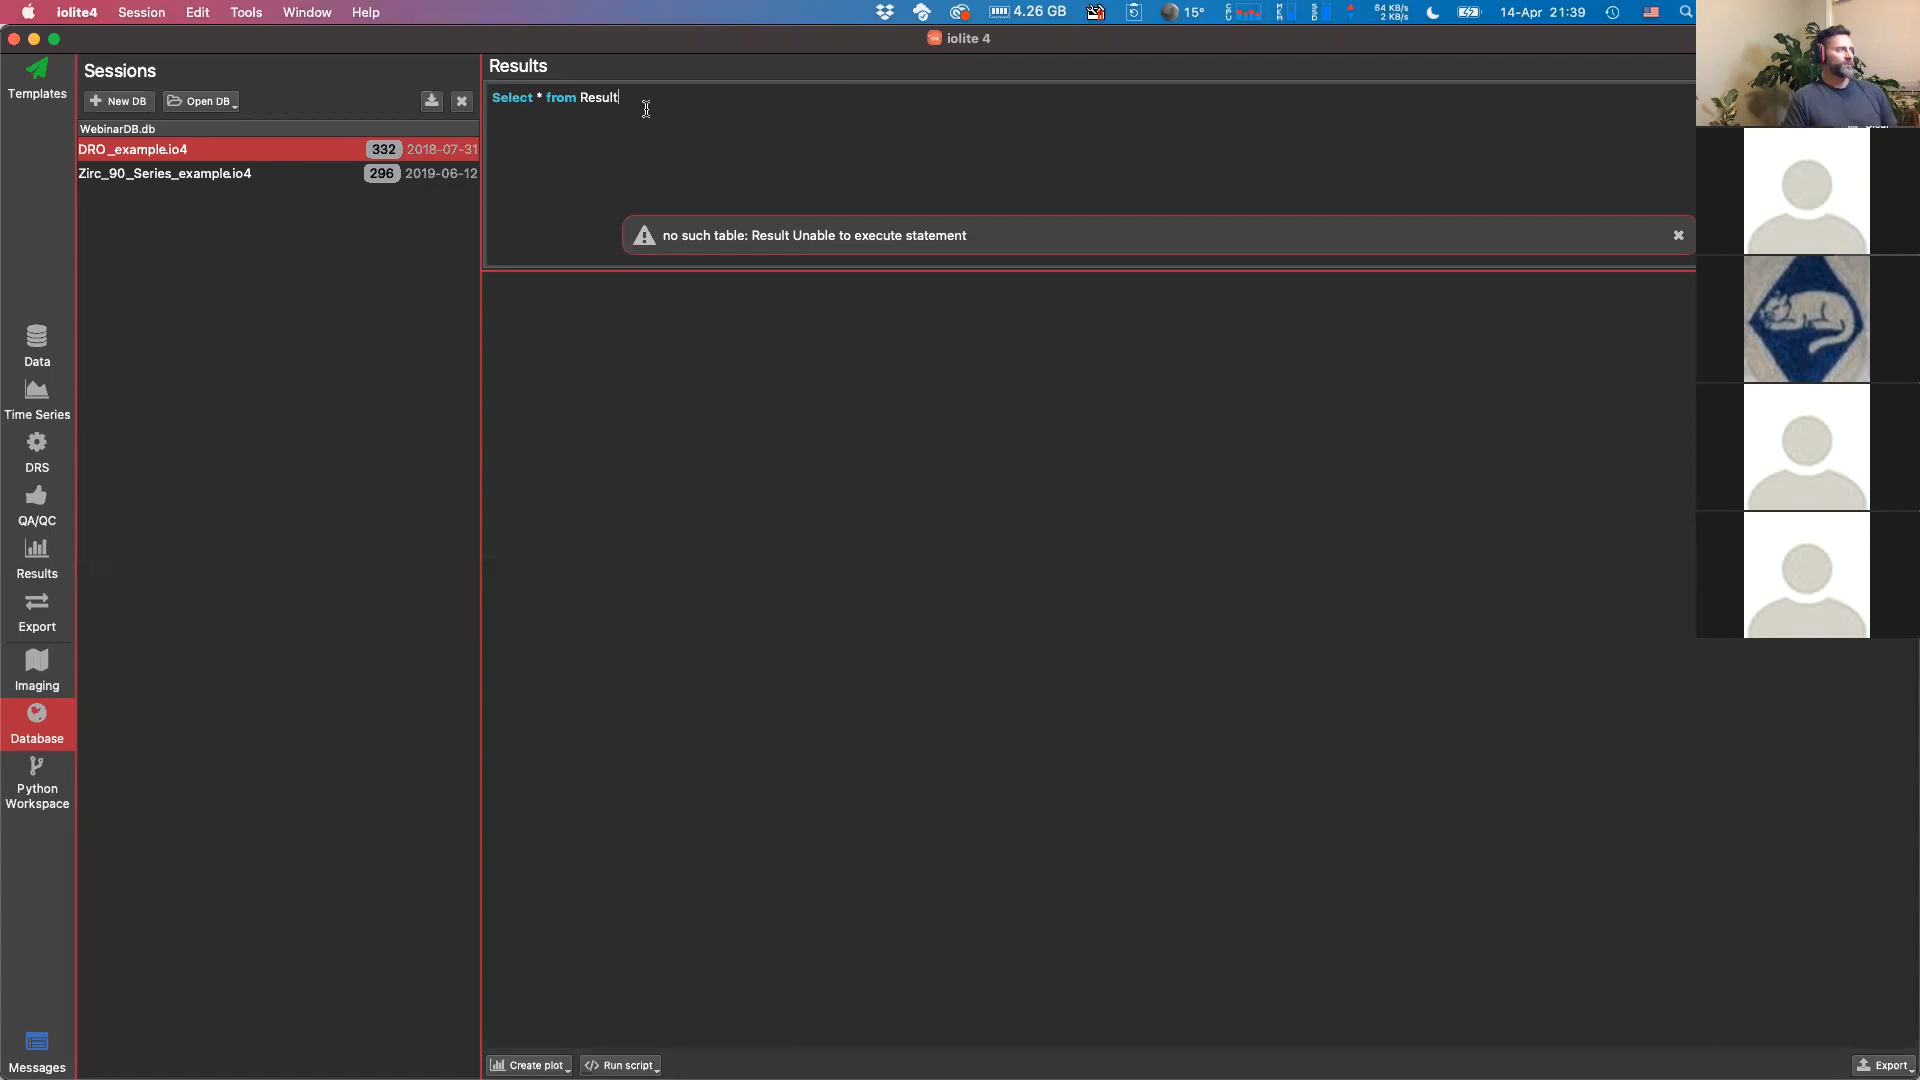 iolite4 Session Edit Tools Window Help 4.26 GB 15° 64 KB/s 2 KB/s 14-Apr 21:39
iolite 4
Templates
Sessions
New DB Open DB
WebinarDB.db
DRO_example.io4 332 2018-07-31
Zirc_90_Series_example.io4 296 2019-06-12
Results
Select * from Result
no such table: Result Unable to execute statement
Data
Time Series
DRS
QA/QC
Results
Export
Imaging
Database
Python
Workspace
Messages
Create plot Run script Export